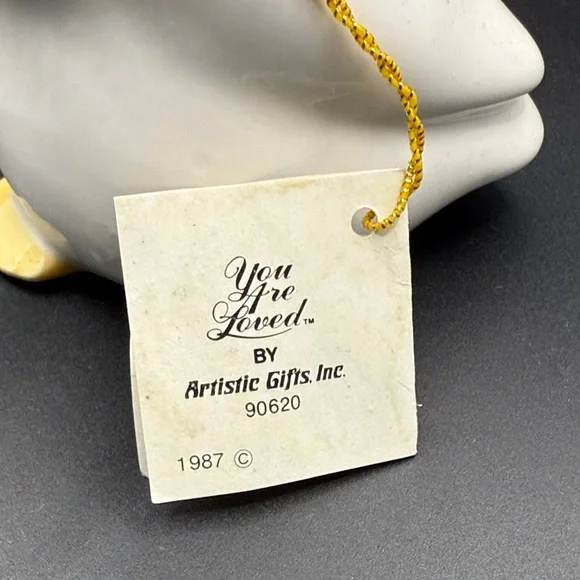 You
Are
Loved™
BY
Artistic Gifts, Inc.
90620
1987 ©